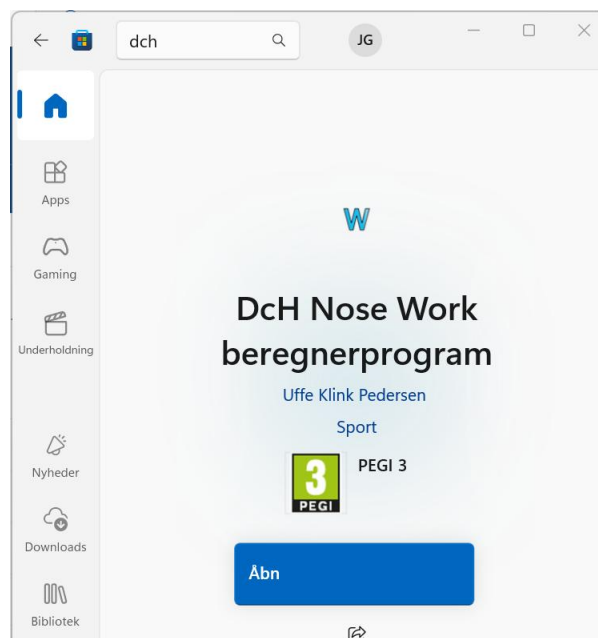 dch
JG
Apps
Gaming
Underholdning
Nyheder
Downloads
Bibliotek
W
DcH Nose Work
beregnerprogram
Uffe Klink Pedersen
Sport
3
PEGI
PEGI 3
Åbn